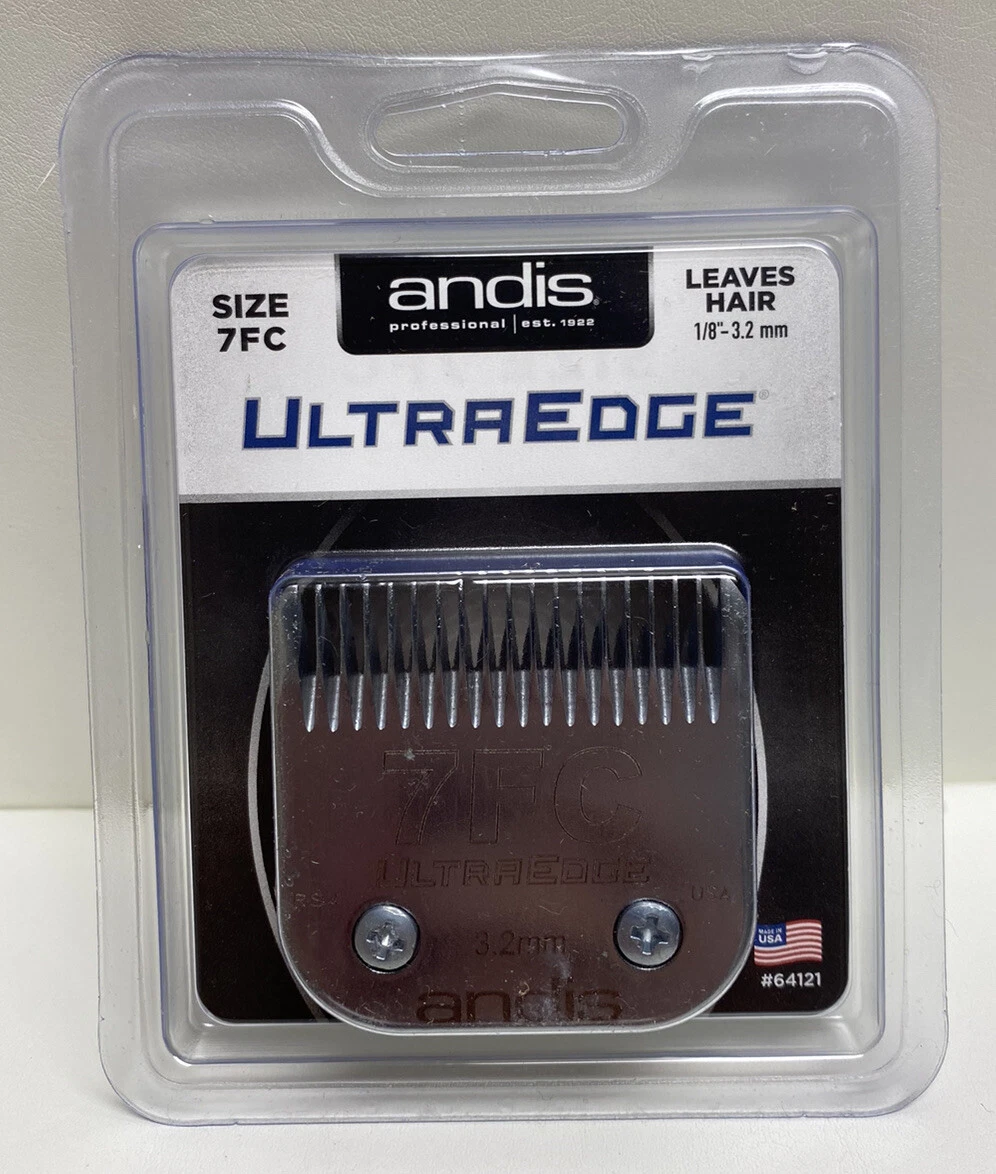 SIZE
7FC
andis®
professional | est. 1922
LEAVES
HAIR
1/8"–3.2 mm
ULTRAEDGE®
7FC
ULTRAEDGE
USA
3.2mm
andis
MADE IN
USA
#64121